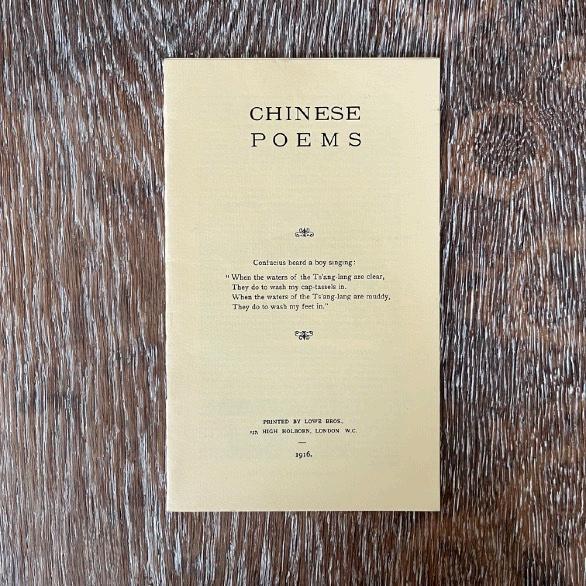 CHINESE
POEMS
Confucius heard a boy singing:
"When the waters of the Ts'ang-lang are clear,
They do to wash my cap-tassels in.
When the waters of the Ts'ang-lang are muddy,
They do to wash my feet in."
PRINTED BY LOWE BROS.,
HIGH HOLBORN, LONDON W.C.
1916.